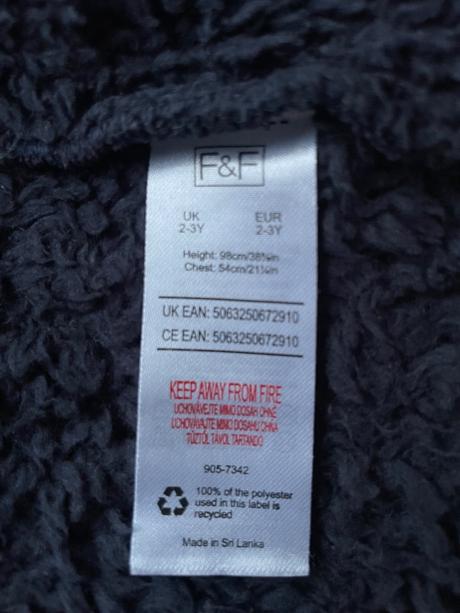 F&F
UK EUR
2-3Y 2-3Y
Height: 98cm/38⅝in
Chest: 54cm/21¼in
UK EAN: 5063250672910
CE EAN: 5063250672910
KEEP AWAY FROM FIRE
UCHOVÁVEJTE MIMO DOSAH OHNĚ
UCHOVÁVAJTE MIMO DOSAHU OHŇA
TŰZTŐL TÁVOL TARTANDÓ
905-7342
100% of the polyester
used in this label is
recycled
Made in Sri Lanka